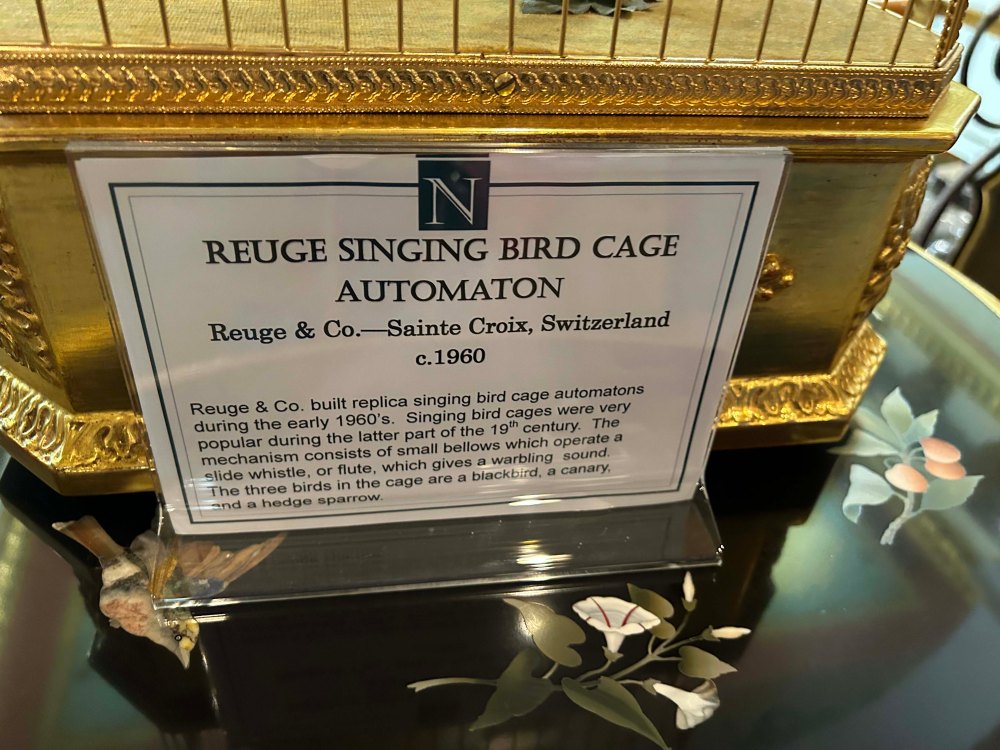 N
REUGE SINGING BIRD CAGE
AUTOMATON
Reuge & Co.—Sainte Croix, Switzerland
c.1960
Reuge & Co. built replica singing bird cage automatons
during the early 1960's. Singing bird cages were very
popular during the latter part of the 19th century. The
mechanism consists of small bellows which operate a
slide whistle, or flute, which gives a warbling sound.
The three birds in the cage are a blackbird, a canary,
and a hedge sparrow.